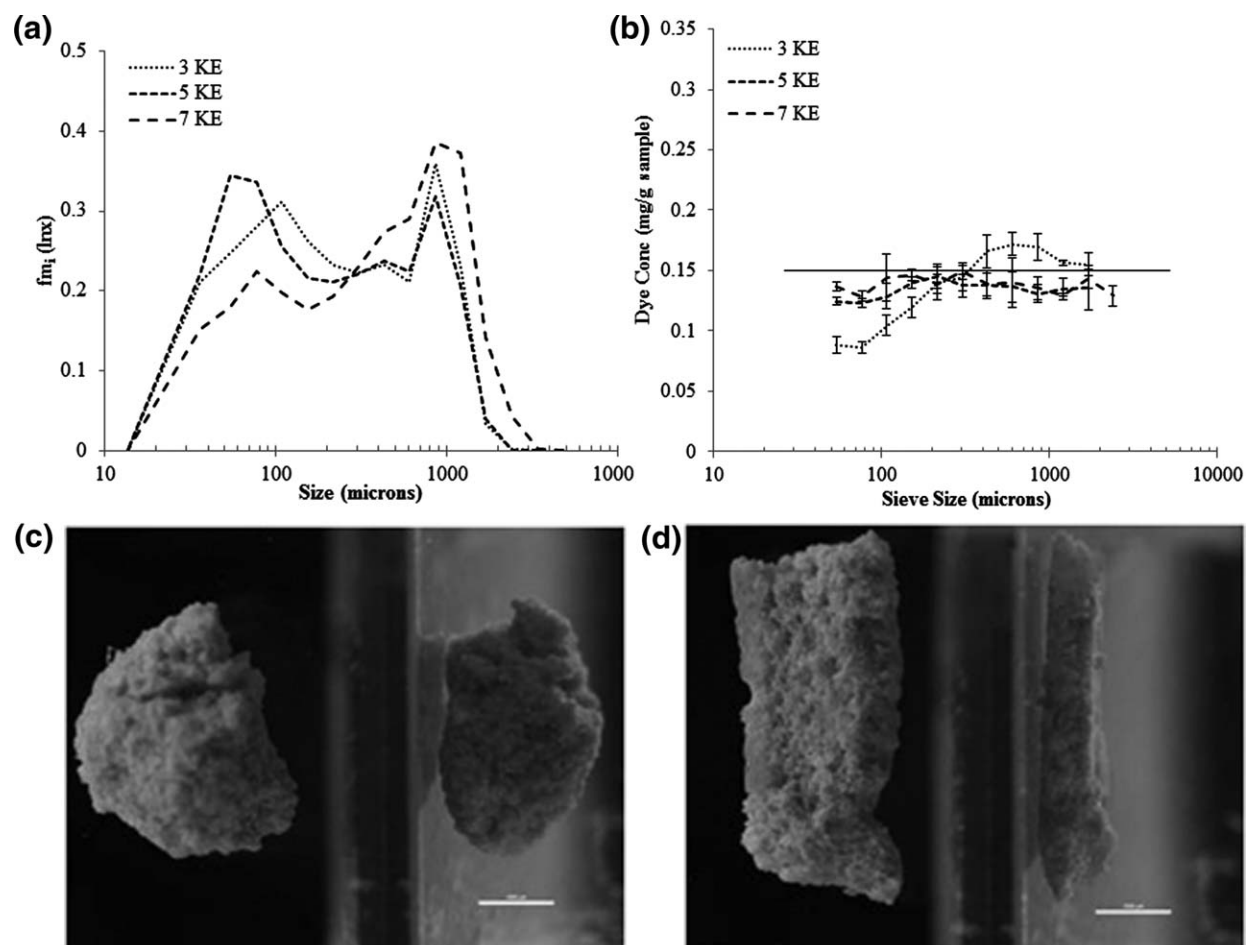 (a)
0.5
0.4
0.3
0.2
0.1
0
fmᵢ (lnx)
3 KE
5 KE
7 KE
10
100
1000
1000
Size (microns)
(b)
0.35
0.3
0.25
0.2
0.15
0.1
0.05
0
Dye Conc (mg/g sample)
3 KE
5 KE
7 KE
10
100
1000
10000
Sieve Size (microns)
(c)
(d)